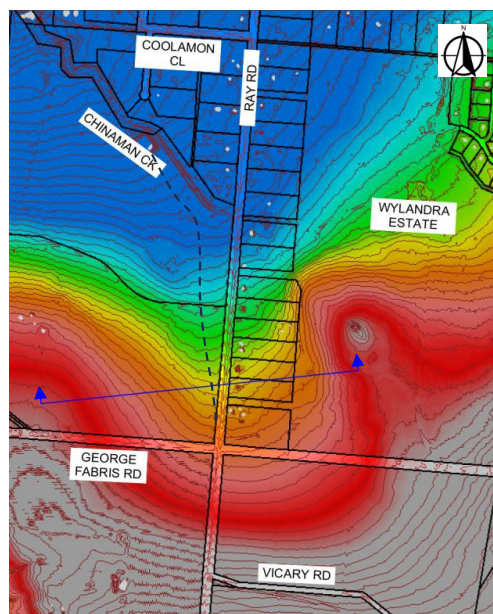 COOLAMON
CL
RAY RD
N
CHINAMAN CK
WYLANDRA
ESTATE
GEORGE
FABRIS RD
VICARY RD